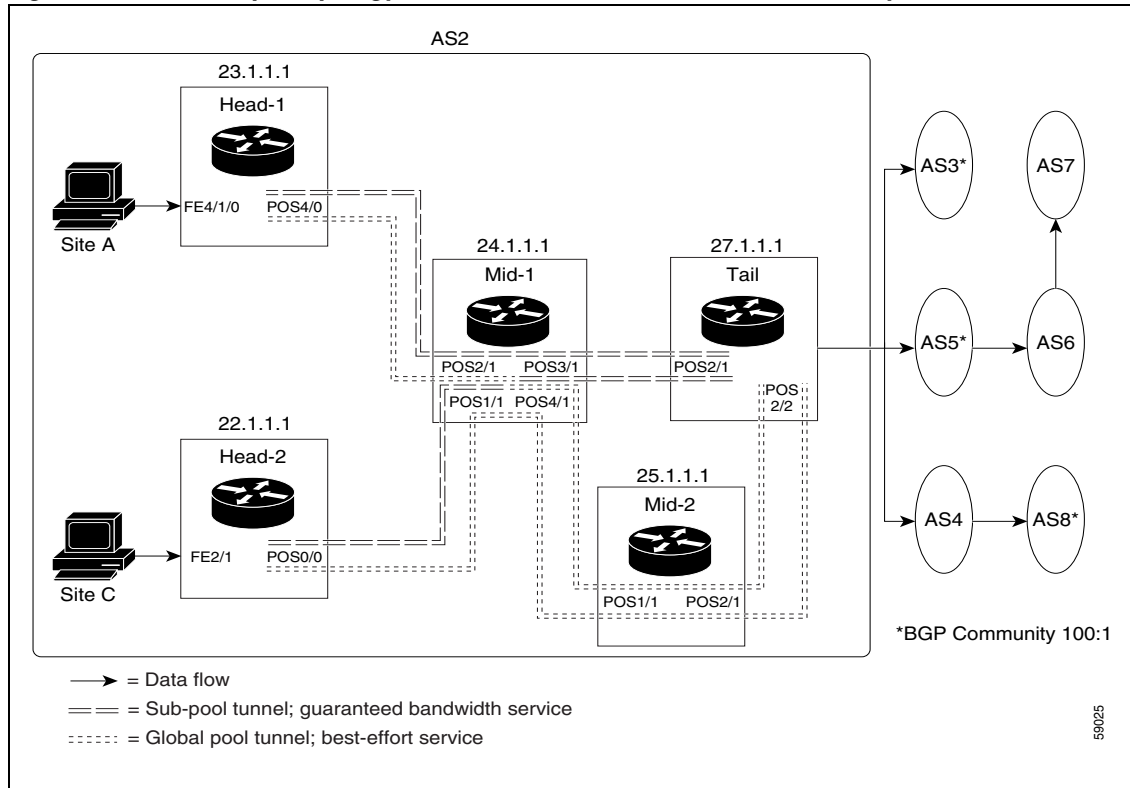 AS2
23.1.1.1
Head-1
FE4/1/0
POS4/0
Site A
24.1.1.1
Mid-1
POS2/1
POS3/1
POS1/1
POS4/1
27.1.1.1
Tail
POS2/1
POS
2/2
22.1.1.1
Head-2
FE2/1
POS0/0
Site C
25.1.1.1
Mid-2
POS1/1
POS2/1
AS3*
AS7
AS5*
AS6
AS4
AS8*
*BGP Community 100:1
= Data flow
= Sub-pool tunnel; guaranteed bandwidth service
= Global pool tunnel; best-effort service
59025